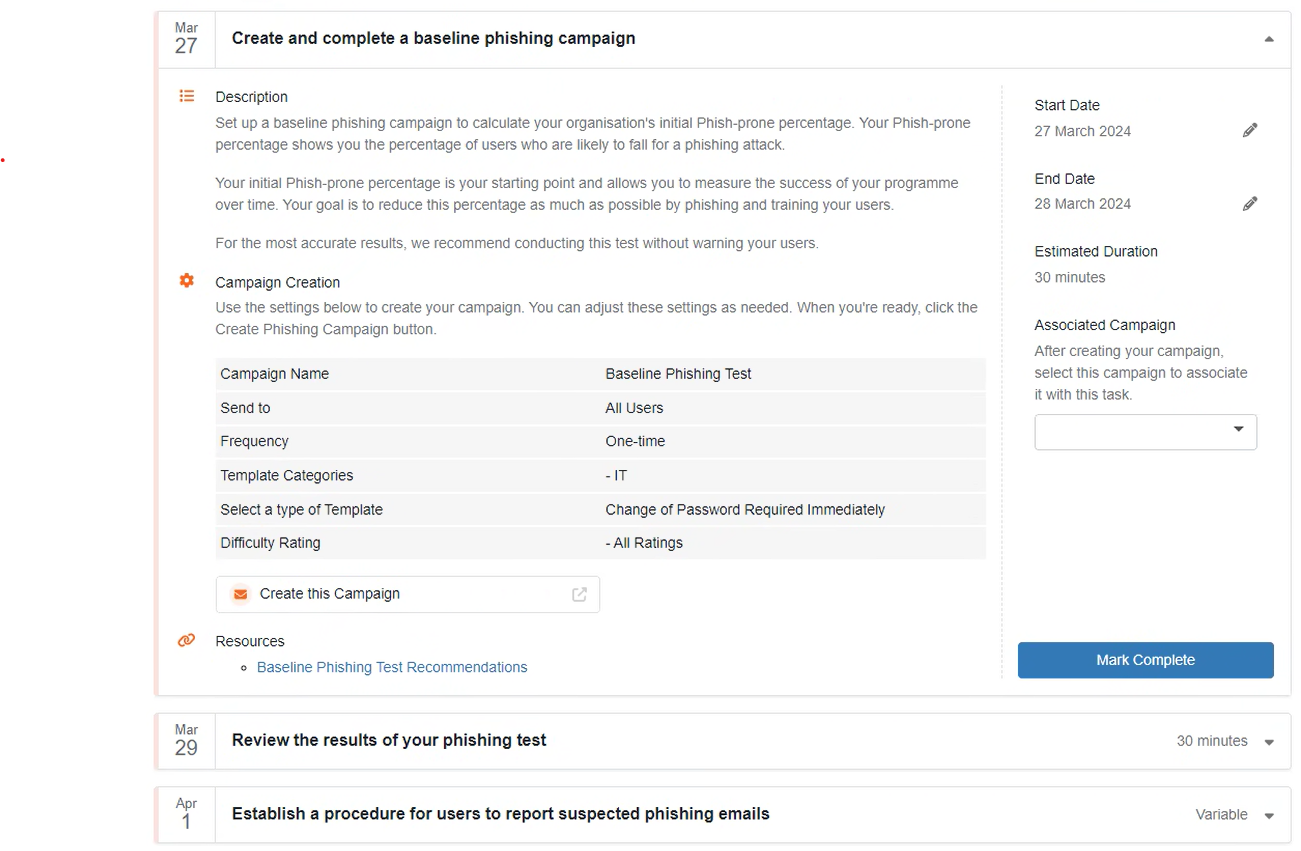 Mar
27
Create and complete a baseline phishing campaign
Description
Set up a baseline phishing campaign to calculate your organisation's initial Phish-prone percentage. Your Phish-prone
percentage shows you the percentage of users who are likely to fall for a phishing attack.
Your initial Phish-prone percentage is your starting point and allows you to measure the success of your programme
over time. Your goal is to reduce this percentage as much as possible by phishing and training your users.
For the most accurate results, we recommend conducting this test without warning your users.
Campaign Creation
Use the settings below to create your campaign. You can adjust these settings as needed. When you're ready, click the
Create Phishing Campaign button.
Campaign Name Baseline Phishing Test
Send to All Users
Frequency One-time
Template Categories - IT
Select a type of Template Change of Password Required Immediately
Difficulty Rating - All Ratings
Create this Campaign
Resources
Baseline Phishing Test Recommendations
Start Date
27 March 2024
End Date
28 March 2024
Estimated Duration
30 minutes
Associated Campaign
After creating your campaign,
select this campaign to associate
it with this task.
Mark Complete
Mar
29
Review the results of your phishing test 30 minutes
Apr
1
Establish a procedure for users to report suspected phishing emails Variable